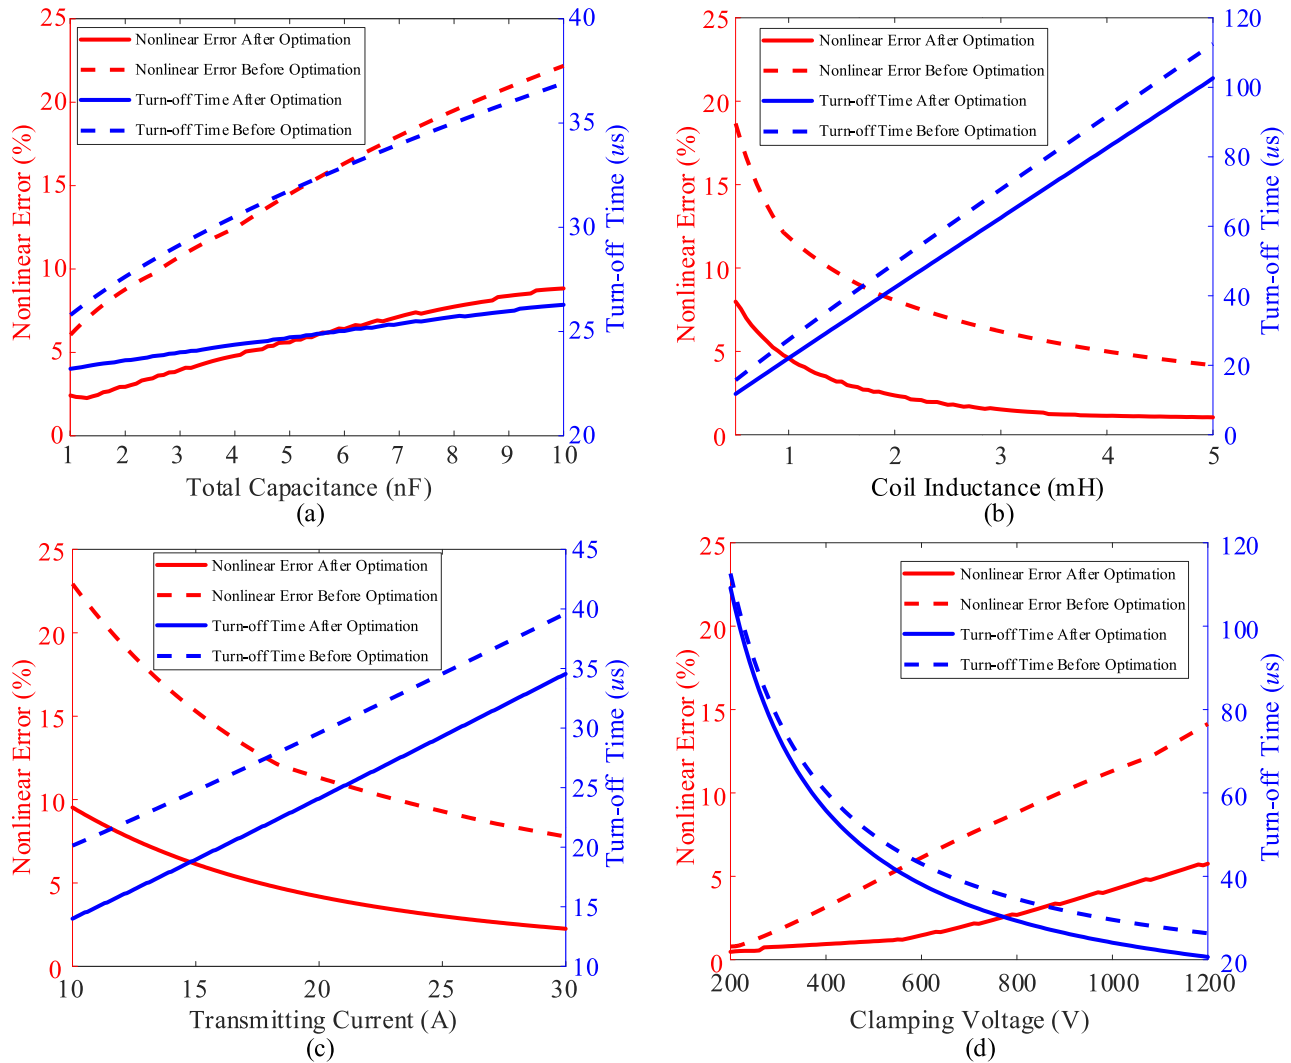 Nonlinear Error (%)
25
20
15
10
5
0
Nonlinear Error After Optimation
Nonlinear Error Before Optimation
Turn-off Time After Optimation
Turn-off Time Before Optimation
40
35
30
25
20
Turn-off Time (us)
1 2 3 4 5 6 7 8 9 10
Total Capacitance (nF)
(a)
Nonlinear Error (%)
25
20
15
10
5
0
Nonlinear Error After Optimation
Nonlinear Error Before Optimation
Turn-off Time After Optimation
Turn-off Time Before Optimation
120
100
80
60
40
20
0
Turn-off Time (us)
1 2 3 4 5
Coil Inductance (mH)
(b)
Nonlinear Error (%)
25
20
15
10
5
0
Nonlinear Error After Optimation
Nonlinear Error Before Optimation
Turn-off Time After Optimation
Turn-off Time Before Optimation
45
40
35
30
25
20
15
10
Turn-off Time (us)
10 15 20 25 30
Transmitting Current (A)
(c)
Nonlinear Error (%)
25
20
15
10
5
0
Nonlinear Error After Optimation
Nonlinear Error Before Optimation
Turn-off Time After Optimation
Turn-off Time Before Optimation
120
100
80
60
40
20
Turn-off Time (us)
200 400 600 800 1000 1200
Clamping Voltage (V)
(d)